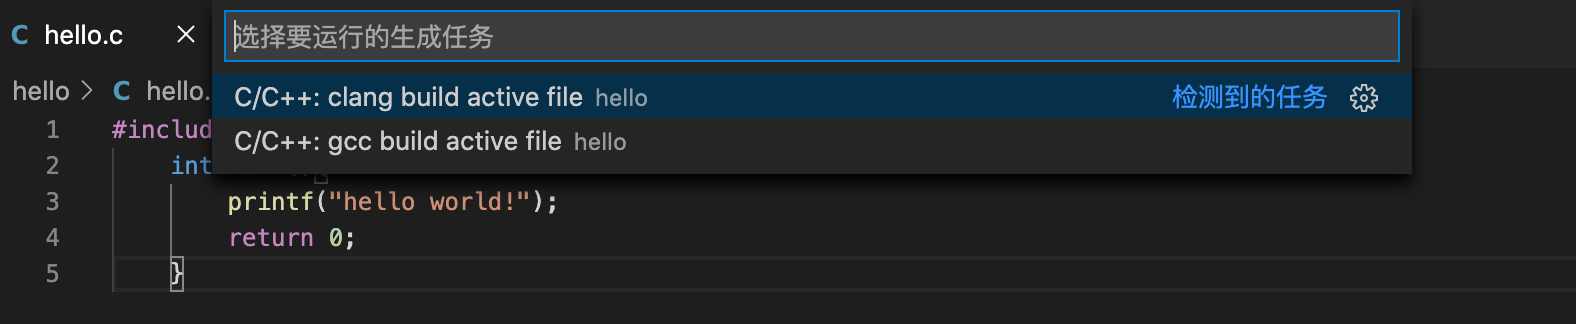 hello.c
选择要运行的生成任务
hello > hello.
C/C++: clang build active file hello 检测到的任务
C/C++: gcc build active file hello
1 #includ
2 int
3 printf("hello world!");
4 return 0;
5 }